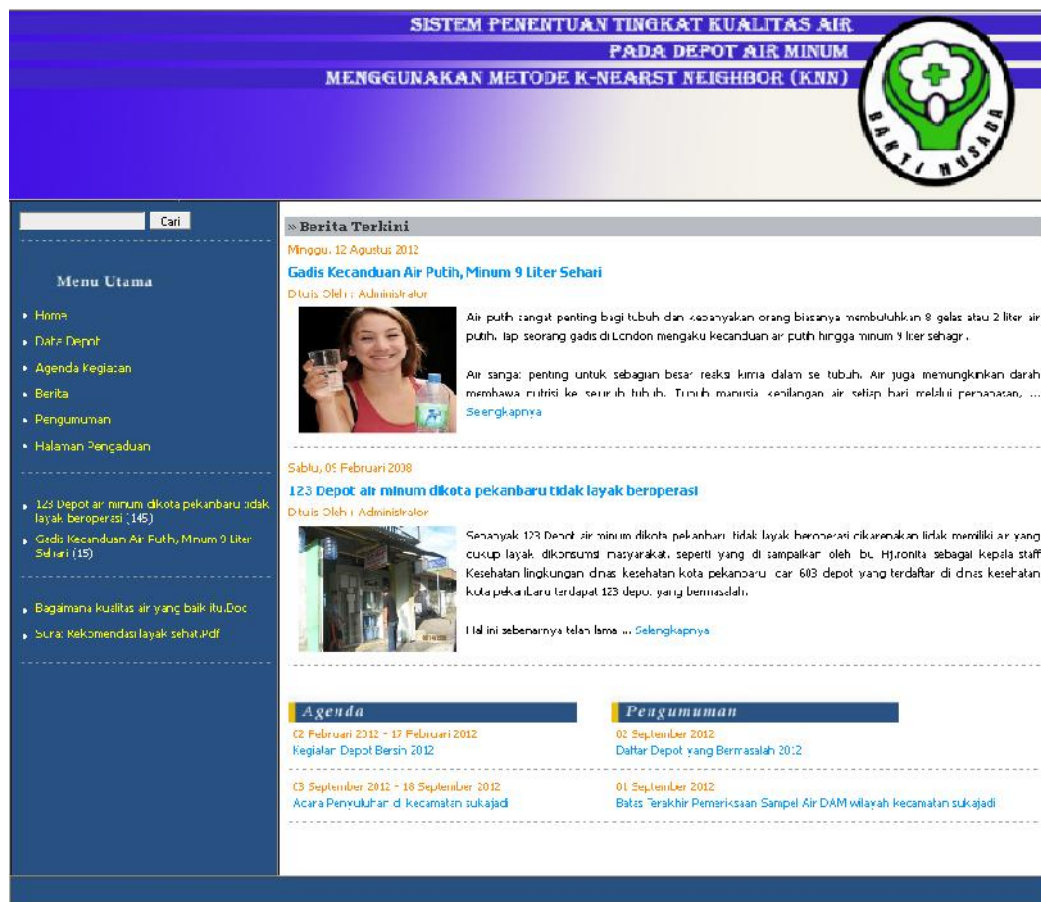 SISTEM PENENTUAN TINGKAT KUALITAS AIR
PADA DEPOT AIR MINUM
MENGGUNAKAN METODE K-NEARST NEIGHBOR (KNN)
BAKTI HUSADA
Cari
Menu Utama
Home
Data Depot
Agenda Kegiatan
Berita
Pengumuman
Halaman Pengaduan
123 Depot air minum dikota pekanbaru tidak
layak beroperasi (145)
Gadis Kecanduan Air Putih, Minum 9 Liter
Sehari (15)
Bagaimana kualitas air yang baik itu.Doc
Surat Rekomendasi layak sehat.Pdf
» Berita Terkini
Minggu, 12 Agustus 2012
Gadis Kecanduan Air Putih, Minum 9 Liter Sehari
Ditulis Oleh : Administrator
Air putih sangat penting bagi tubuh dan kebanyakan orang biasanya membutuhkan 8 gelas atau 2 liter air
putih. Tapi seorang gadis di London mengaku kecanduan air putih hingga minum 9 liter sehari.
Air sangat penting untuk sebagian besar reaksi kimia dalam sel tubuh. Air juga memungkinkan darah
membawa nutrisi ke seluruh tubuh. Tubuh manusia kehilangan air setiap hari melalui pernapasan, ...
Selengkapnya
Sabtu, 09 Februari 2008
123 Depot air minum dikota pekanbaru tidak layak beroperasi
Ditulis Oleh : Administrator
Sebanyak 123 Depot air minum dikota pekanbaru tidak layak beroperasi dikarenakan tidak memiliki air yang
cukup layak dikonsumsi masyarakat. seperti yang di sampaikan oleh Ibu Hj.ronita sebagai kepala staff
Kesehatan lingkungan dinas kesehatan kota pekanbaru dari 603 depot yang terdaftar di dinas kesehatan
kota pekanbaru terdapat 123 depot yang bermasalah.
Hal ini sebenarnya telah lama ... Selengkapnya
Agenda
02 Februari 2012 - 17 Februari 2012
Kegiatan Depot Bersih 2012
03 September 2012 - 18 September 2012
Acara Penyuluhan di kecamatan sukajadi
Pengumuman
02 September 2012
Daftar Depot yang Bermasalah 2012
01 September 2012
Batas Terakhir Pemeriksaan Sampel Air DAM wilayah kecamatan sukajadi